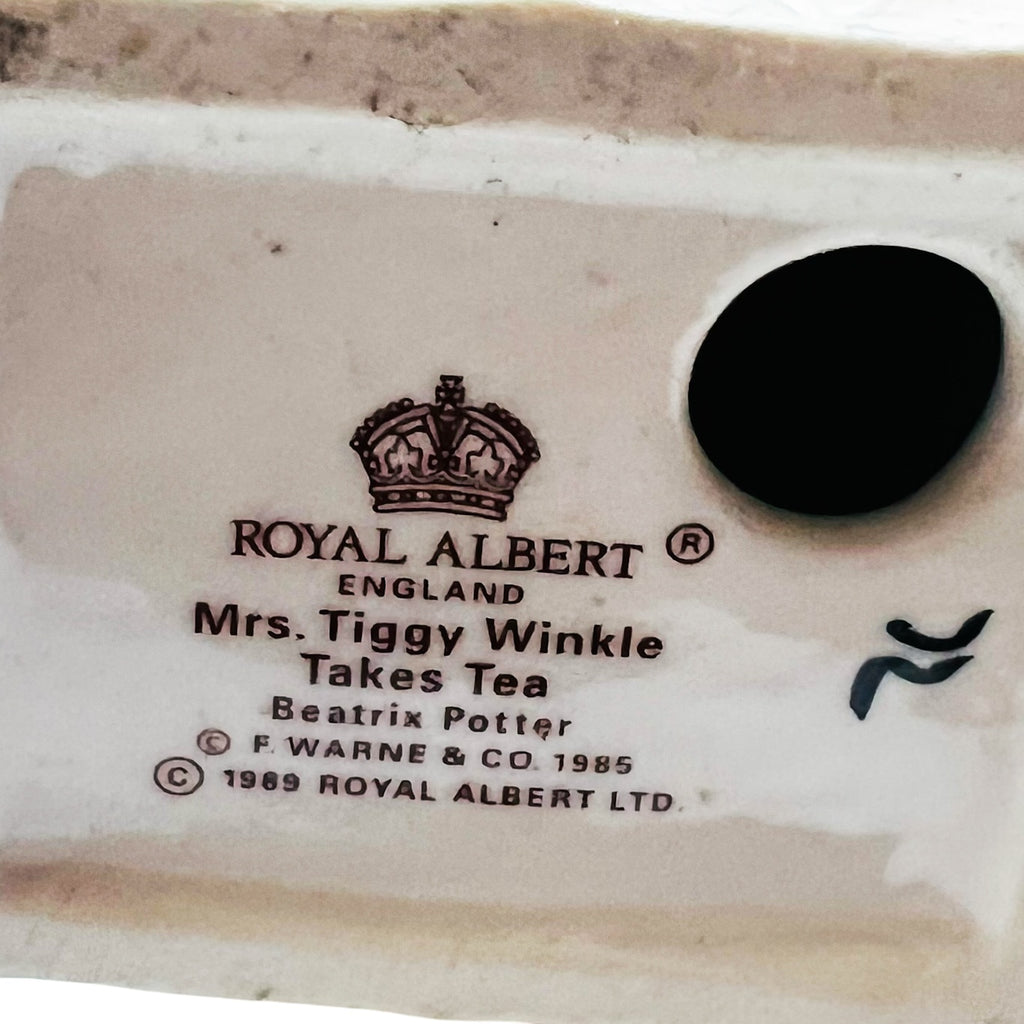 ROYAL ALBERT ®
ENGLAND
Mrs. Tiggy Winkle
Takes Tea
Beatrix Potter
© F. WARNE & CO. 1985
© 1989 ROYAL ALBERT LTD.